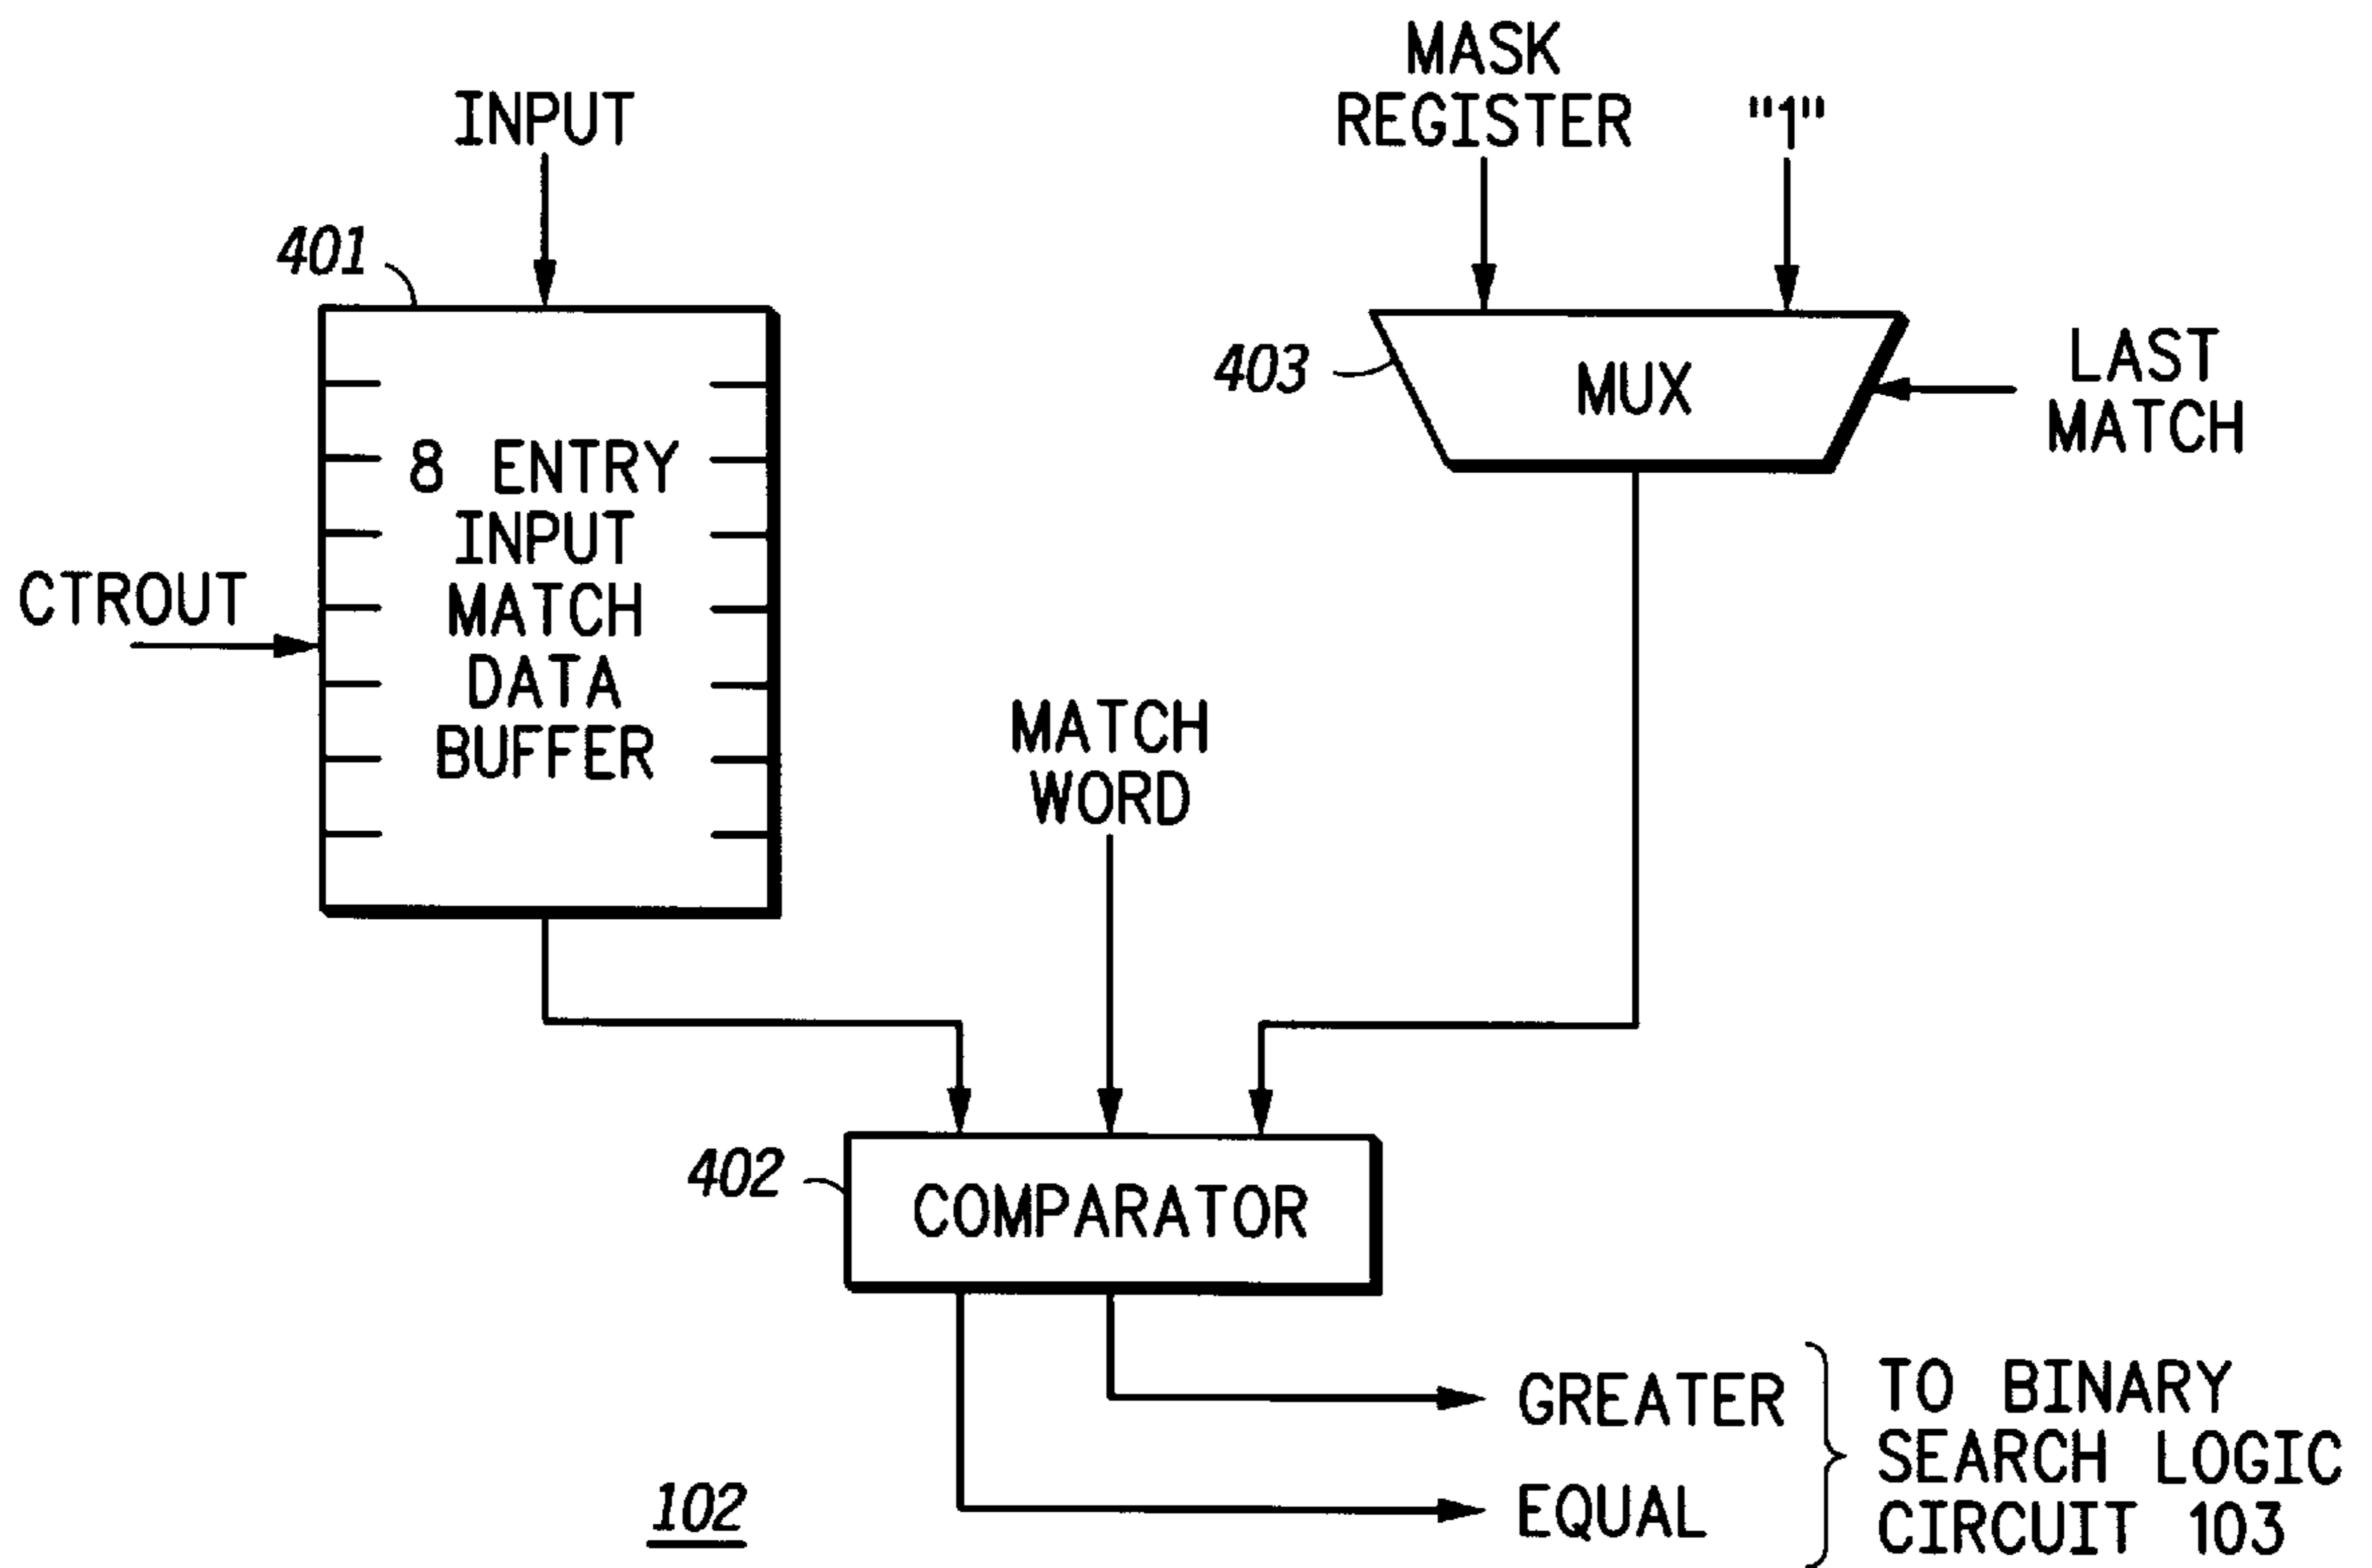 INPUT
MASK
REGISTER
"1"
401
403
MUX
LAST
MATCH
8 ENTRY
INPUT
MATCH
DATA
BUFFER
CTROUT
MATCH
WORD
402
COMPARATOR
GREATER
EQUAL
TO BINARY
SEARCH LOGIC
CIRCUIT 103
102